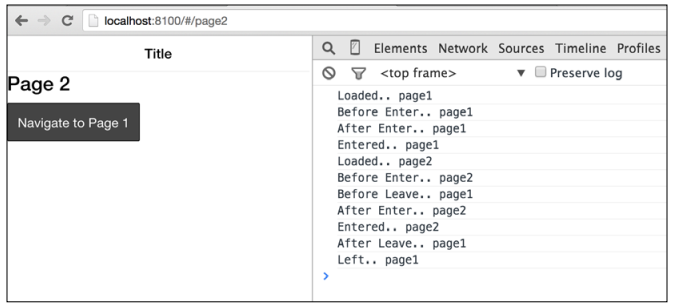 localhost:8100/#/page2
Title
Page 2
Navigate to Page 1
Elements Network Sources Timeline Profiles
<top frame> Preserve log
Loaded.. page1
Before Enter.. page1
After Enter.. page1
Entered.. page1
Loaded.. page2
Before Enter.. page2
Before Leave.. page1
After Enter.. page2
Entered.. page2
After Leave.. page1
Left.. page1
>